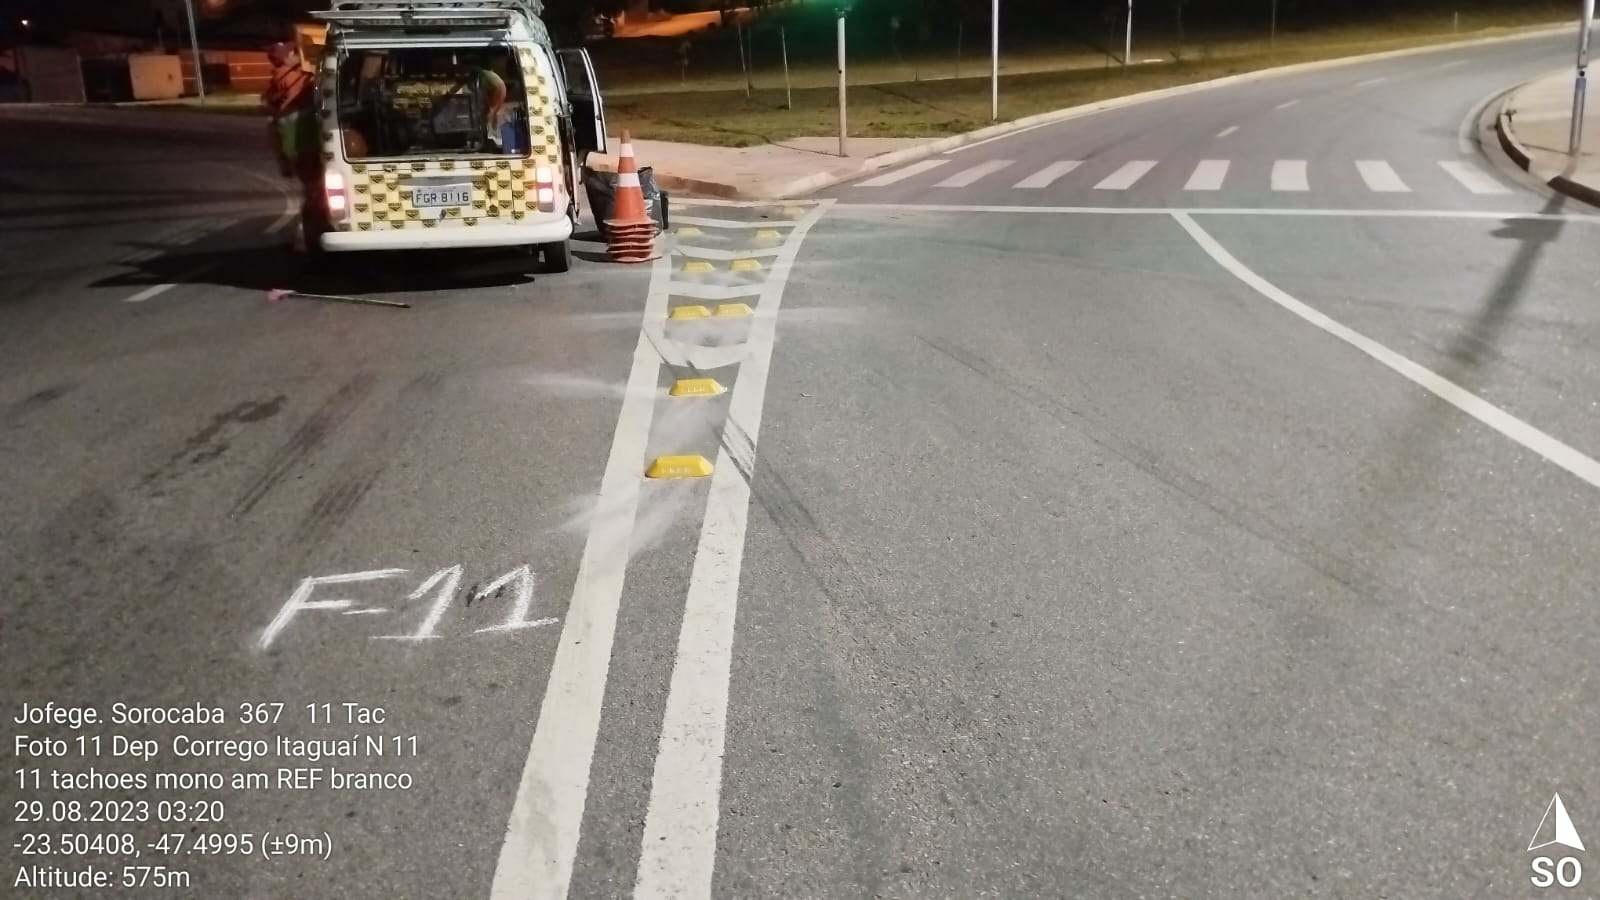 FGR-8116
F-11
Jofege. Sorocaba 367 11 Tac
Foto 11 Dep Corrego Itaguaí N 11
11 tachoes mono am REF branco
29.08.2023 03:20
-23.50408, -47.4995 (±9m)
Altitude: 575m
SO